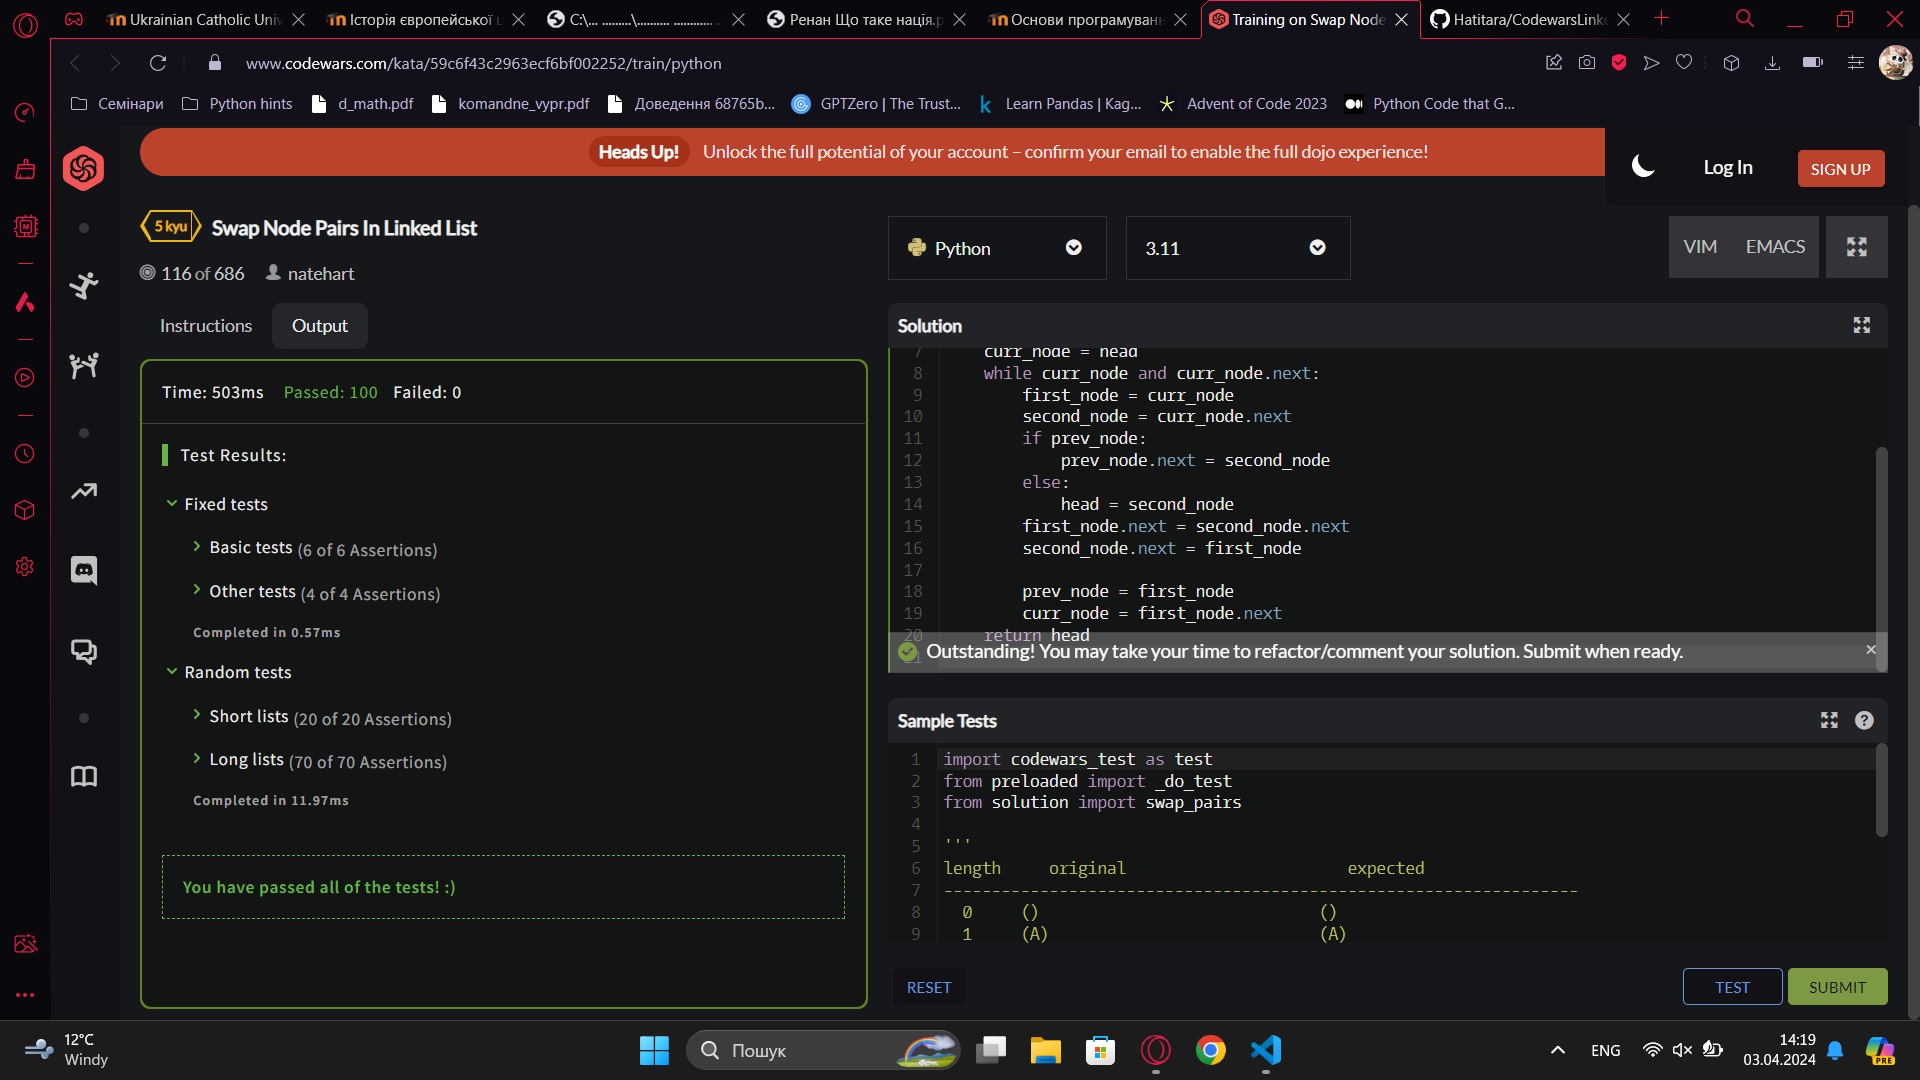 Ukrainian Catholic Univ
Історія європейської ц
C:\... .........\.......... ........... ..
Ренан Що таке нація.р
Основи програмуванн
Training on Swap Node
Hatitara/CodewarsLinke
www.codewars.com/kata/59c6f43c2963ecf6bf002252/train/python
Семінари
Python hints
d_math.pdf
komandne_vypr.pdf
Доведення 68765b...
GPTZero | The Trust...
Learn Pandas | Kag...
Advent of Code 2023
Python Code that G...
Heads Up! Unlock the full potential of your account – confirm your email to enable the full dojo experience!
Log In
SIGN UP
5 kyu
Swap Node Pairs In Linked List
116 of 686
natehart
Python
3.11
VIM
EMACS
Instructions
Output
Time: 503ms Passed: 100 Failed: 0
Test Results:
Fixed tests
Basic tests (6 of 6 Assertions)
Other tests (4 of 4 Assertions)
Completed in 0.57ms
Random tests
Short lists (20 of 20 Assertions)
Long lists (70 of 70 Assertions)
Completed in 11.97ms
You have passed all of the tests! :)
Solution
7 curr_node = head
8 while curr_node and curr_node.next:
9 first_node = curr_node
10 second_node = curr_node.next
11 if prev_node:
12 prev_node.next = second_node
13 else:
14 head = second_node
15 first_node.next = second_node.next
16 second_node.next = first_node
17
18 prev_node = first_node
19 curr_node = first_node.next
20 return head
21
Outstanding! You may take your time to refactor/comment your solution. Submit when ready.
Sample Tests
1 import codewars_test as test
2 from preloaded import _do_test
3 from solution import swap_pairs
4
5 '''
6 length original expected
7 ------------------------------------------------------------------
8 0 () ()
9 1 (A) (A)
RESET
TEST
SUBMIT
12°C
Windy
Пошук
ENG
14:19
03.04.2024
PRE